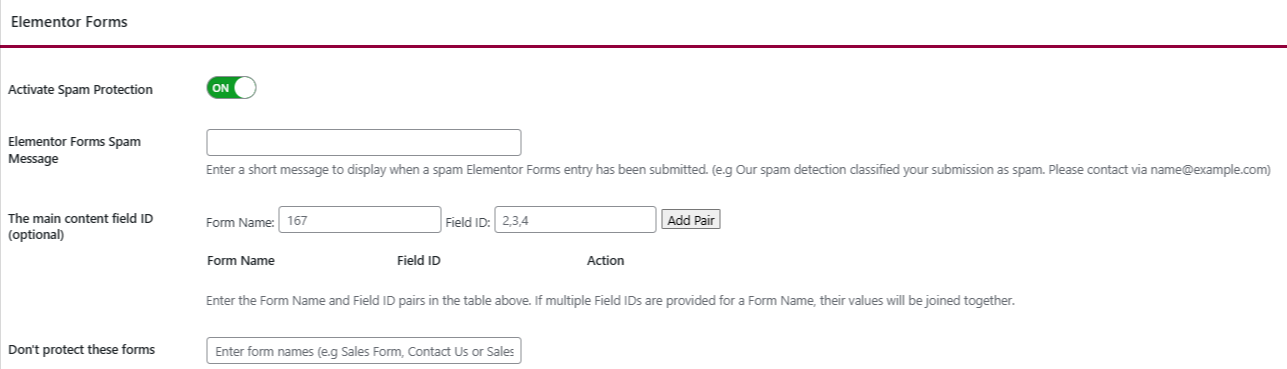 Elementor Forms
Activate Spam Protection
ON
Elementor Forms Spam
Message
Enter a short message to display when a spam Elementor Forms entry has been submitted. (e.g Our spam detection classified your submission as spam. Please contact via name@example.com)
The main content field ID
(optional)
Form Name: 167 Field ID: 2,3,4 Add Pair
Form Name Field ID Action
Enter the Form Name and Field ID pairs in the table above. If multiple Field IDs are provided for a Form Name, their values will be joined together.
Don't protect these forms
Enter form names (e.g Sales Form, Contact Us or Sales